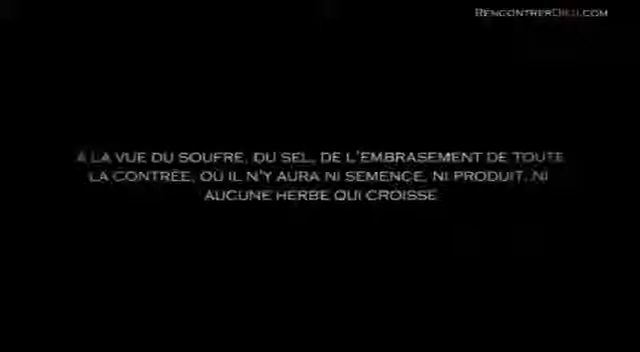 RENCONTRERDIEU.COM
À LA VUE DU SOUFRE, DU SEL, DE L'EMBRASEMENT DE TOUTE
LA CONTRÉE, OÙ IL N'Y AURA NI SEMENCE, NI PRODUIT, NI
AUCUNE HERBE QUI CROISSE